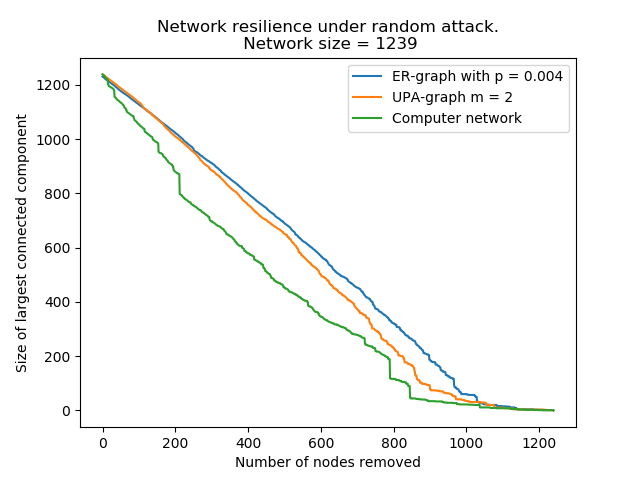 Network resilience under random attack.
Network size = 1239
ER-graph with p = 0.004
UPA-graph m = 2
Computer network
Size of largest connected component
1200
1000
800
600
400
200
0
0 200 400 600 800 1000 1200
Number of nodes removed